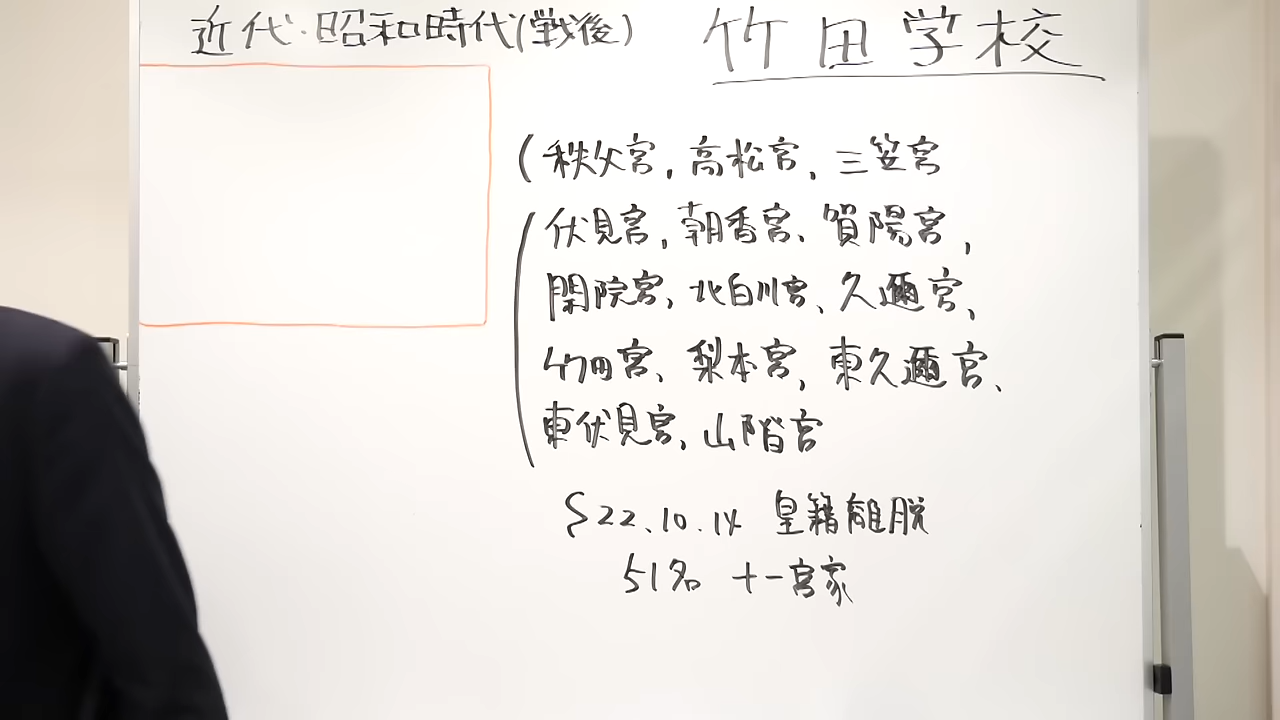 近代・昭和時代(戦後)
竹田学校
(秩父宮，高松宮，三笠宮
伏見宮，朝香宮、賀陽宮，
閑院宮，北白川宮、久邇宮、
竹田宮、梨本宮，東久邇宮、
東伏見宮、山階宮
S22.10.14 皇籍離脱
51名 十一宮家